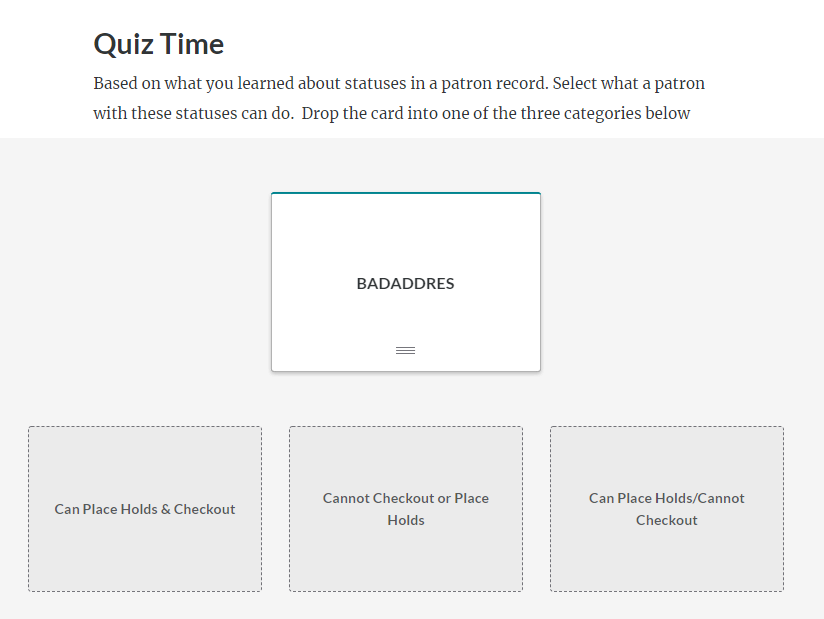 Quiz Time
Based on what you learned about statuses in a patron record. Select what a patron
with these statuses can do.  Drop the card into one of the three categories below
BADADDRES
Can Place Holds & Checkout
Cannot Checkout or Place
Holds
Can Place Holds/Cannot
Checkout